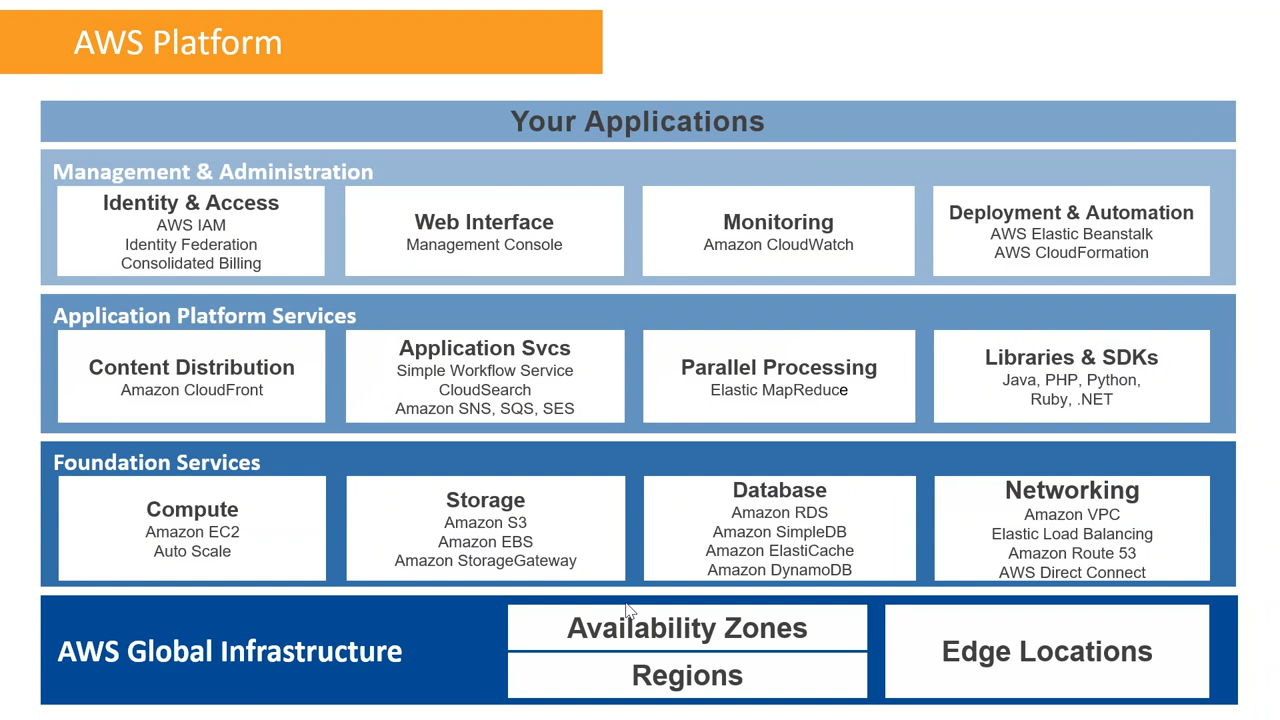 AWS Platform
Your Applications
Management & Administration
Identity & Access
AWS IAM
Identity Federation
Consolidated Billing
Web Interface
Management Console
Monitoring
Amazon CloudWatch
Deployment & Automation
AWS Elastic Beanstalk
AWS CloudFormation
Application Platform Services
Content Distribution
Amazon CloudFront
Application Svcs
Simple Workflow Service
CloudSearch
Amazon SNS, SQS, SES
Parallel Processing
Elastic MapReduce
Libraries & SDKs
Java, PHP, Python,
Ruby, .NET
Foundation Services
Compute
Amazon EC2
Auto Scale
Storage
Amazon S3
Amazon EBS
Amazon StorageGateway
Database
Amazon RDS
Amazon SimpleDB
Amazon ElastiCache
Amazon DynamoDB
Networking
Amazon VPC
Elastic Load Balancing
Amazon Route 53
AWS Direct Connect
AWS Global Infrastructure
Availability Zones
Regions
Edge Locations